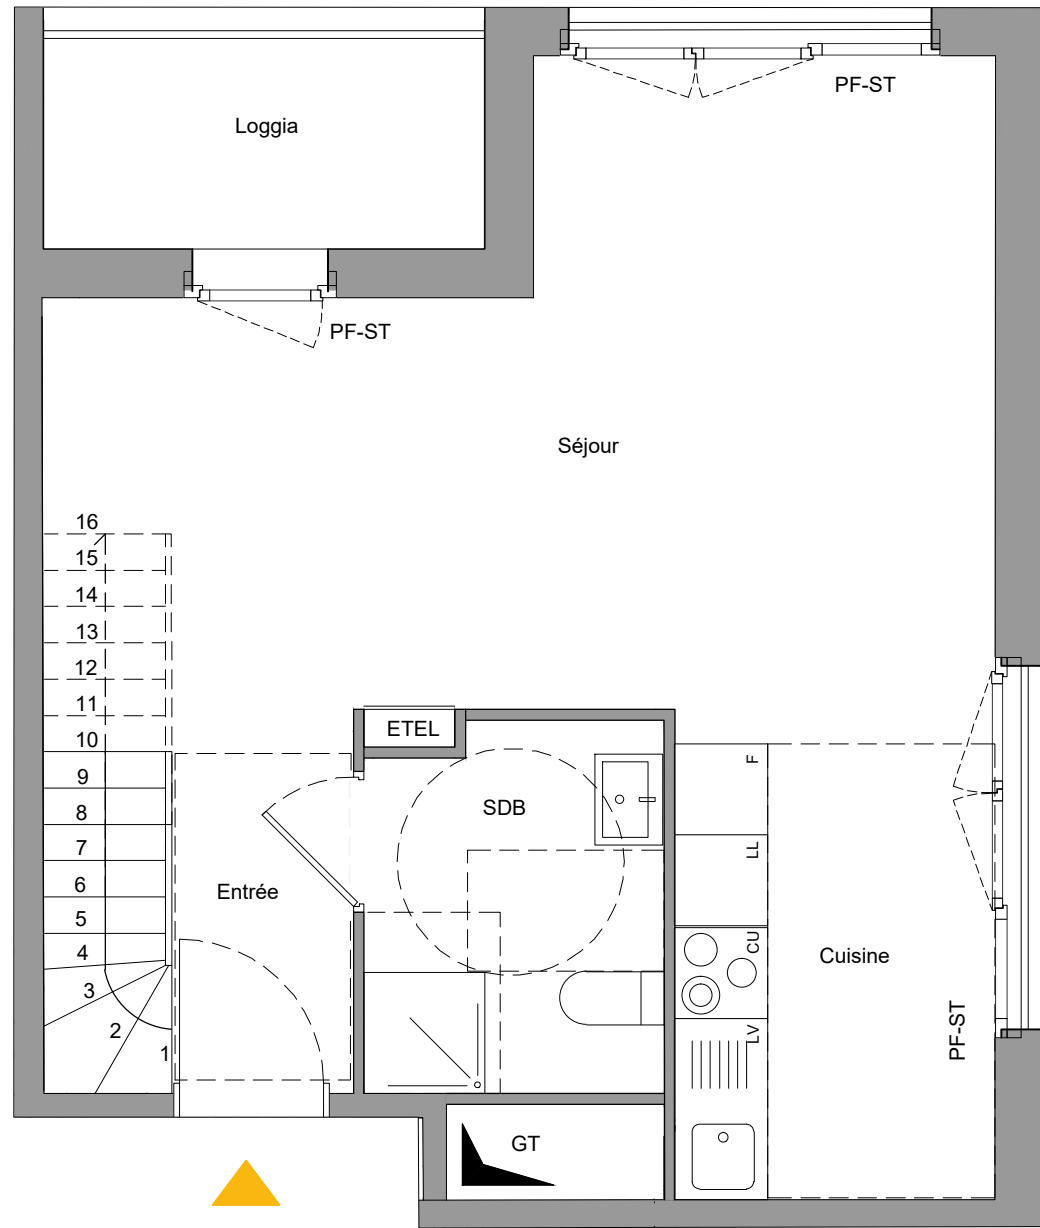 PF-ST
Loggia
PF-ST
Séjour
16
15
14
13
12
11
10
9
8
7
6
5
4
3
2
1
ETEL
SDB
Entrée
F
LL
CU
LV
Cuisine
PF-ST
GT